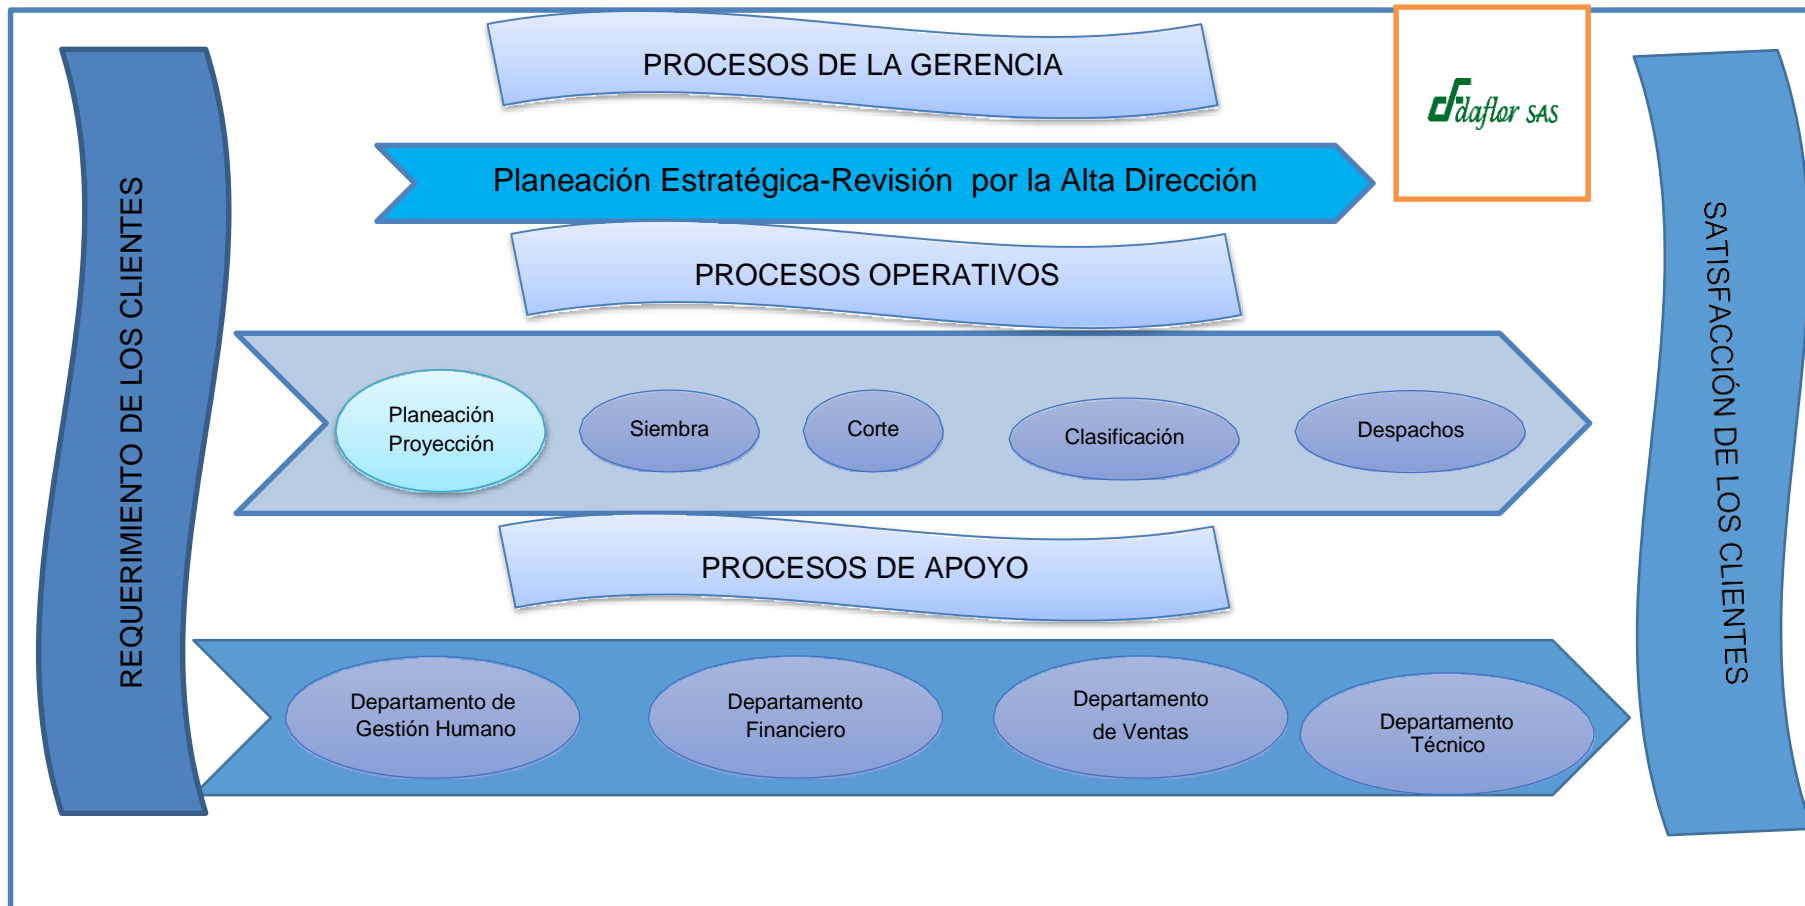 PROCESOS DE LA GERENCIA
daflor SAS
Planeación Estratégica-Revisión  por la Alta Dirección
REQUERIMIENTO DE LOS CLIENTES
SATISFACCIÓN DE LOS CLIENTES
PROCESOS OPERATIVOS
Planeación
Proyección
Siembra
Corte
Clasificación
Despachos
PROCESOS DE APOYO
Departamento de
Gestión Humano
Departamento
Financiero
Departamento
de Ventas
Departamento
Técnico